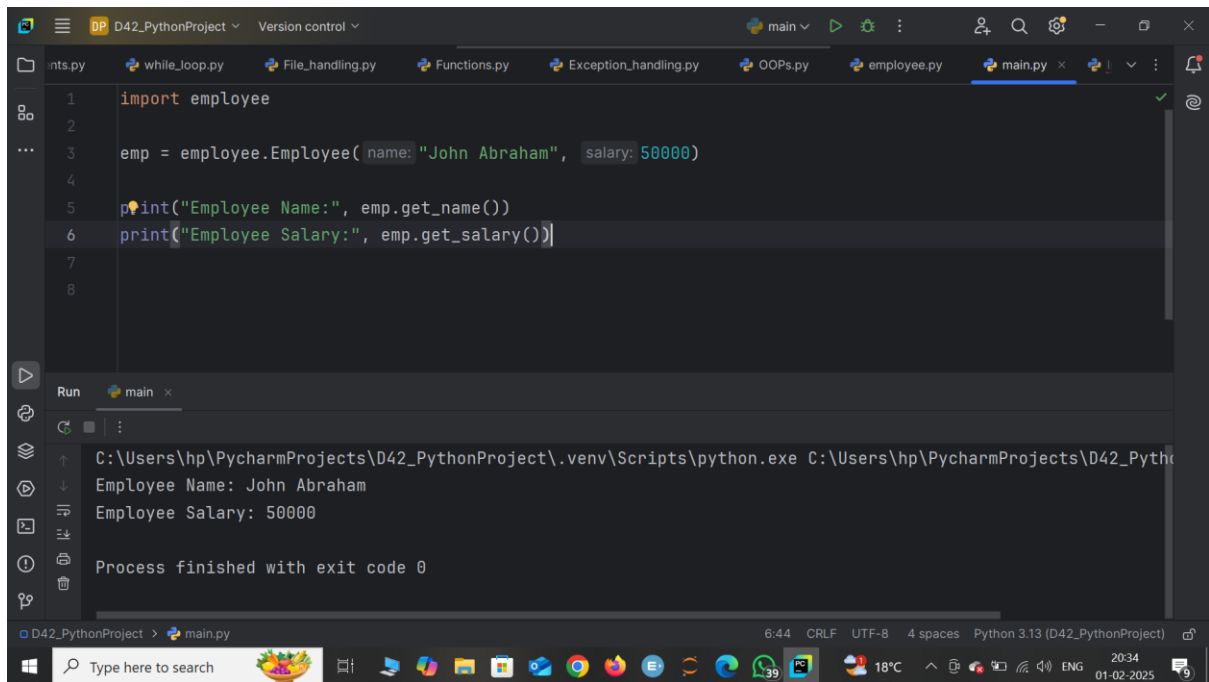 DP D42_PythonProject Version control main
nts.py while_loop.py File_handling.py Functions.py Exception_handling.py OOPs.py employee.py main.py
1 import employee
2
3 emp = employee.Employee( name: "John Abraham", salary: 50000)
4
5 print("Employee Name:", emp.get_name())
6 print("Employee Salary:", emp.get_salary())
7
8
Run main
C:\Users\hp\PycharmProjects\D42_PythonProject\.venv\Scripts\python.exe C:\Users\hp\PycharmProjects\D42_Pytho
Employee Name: John Abraham
Employee Salary: 50000
Process finished with exit code 0
D42_PythonProject > main.py 6:44 CRLF UTF-8 4 spaces Python 3.13 (D42_PythonProject)
Type here to search 39 PC 18°C ENG 20:34
01-02-2025 9